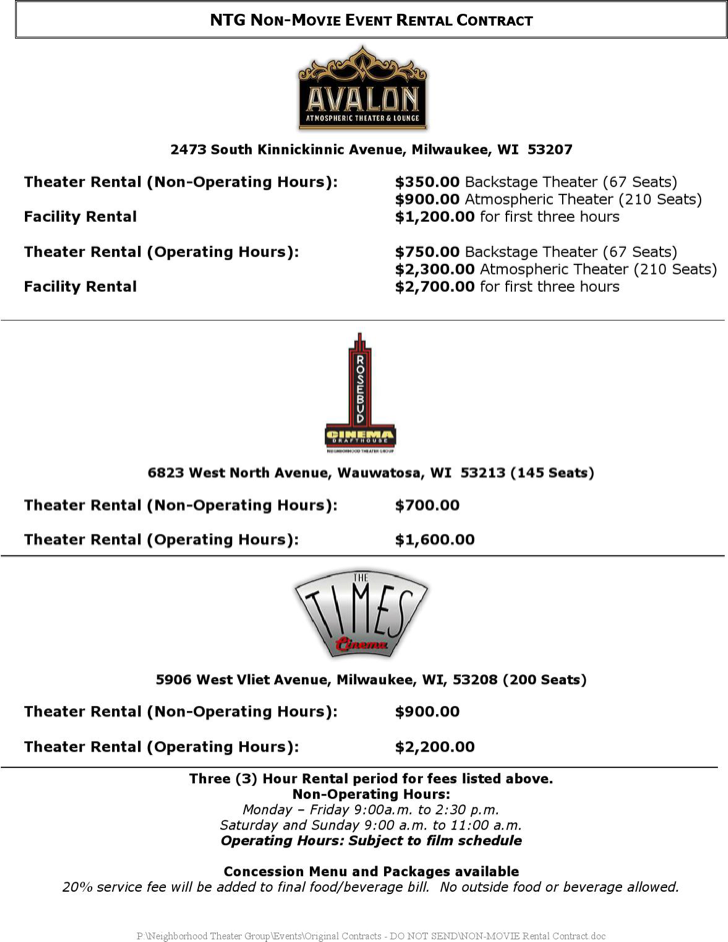 NTG NON-MOVIE EVENT RENTAL CONTRACT
AVALON
ATMOSPHERIC THEATER & LOUNGE
2473 South Kinnickinnic Avenue, Milwaukee, WI 53207
Theater Rental (Non-Operating Hours): $350.00 Backstage Theater (67 Seats)
$900.00 Atmospheric Theater (210 Seats)
Facility Rental $1,200.00 for first three hours
Theater Rental (Operating Hours): $750.00 Backstage Theater (67 Seats)
$2,300.00 Atmospheric Theater (210 Seats)
Facility Rental $2,700.00 for first three hours
ROSEBUD
CINEMA
DRAFTHOUSE
NEIGHBORHOOD THEATER GROUP
6823 West North Avenue, Wauwatosa, WI 53213 (145 Seats)
Theater Rental (Non-Operating Hours): $700.00
Theater Rental (Operating Hours): $1,600.00
THE
TIMES
Cinema
5906 West Vliet Avenue, Milwaukee, WI, 53208 (200 Seats)
Theater Rental (Non-Operating Hours): $900.00
Theater Rental (Operating Hours): $2,200.00
Three (3) Hour Rental period for fees listed above.
Non-Operating Hours:
Monday – Friday 9:00a.m. to 2:30 p.m.
Saturday and Sunday 9:00 a.m. to 11:00 a.m.
Operating Hours: Subject to film schedule
Concession Menu and Packages available
20% service fee will be added to final food/beverage bill. No outside food or beverage allowed.
P:\Neighborhood Theater Group\Events\Original Contracts - DO NOT SEND\NON-MOVIE Rental Contract.doc